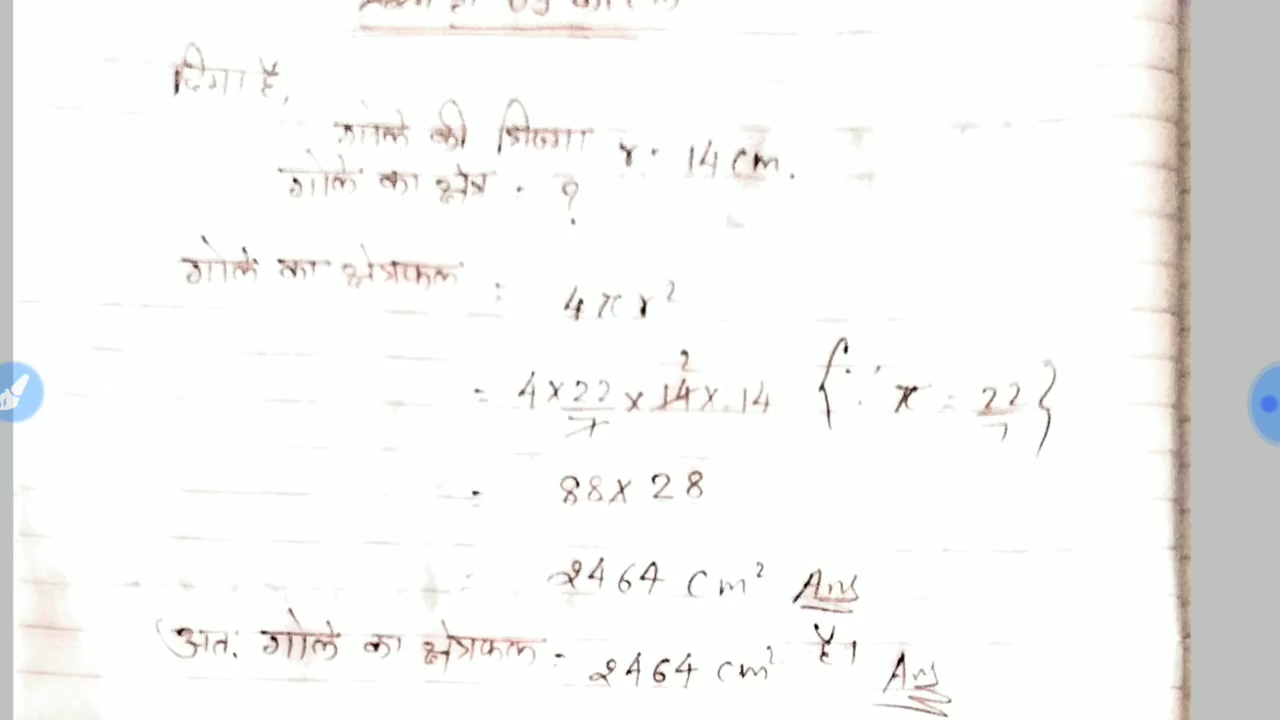 दिया है,
गोले की त्रिज्या r = 14 cm.
गोले का क्षेत्र = ?
गोले का क्षेत्रफल = 4πr²
= 4 × 22/7 × 14 × 14 {∵ π = 22/7}
2
= 88 × 28
= 2464 cm² Ans
अत: गोले का क्षेत्रफल = 2464 cm² है। Ans